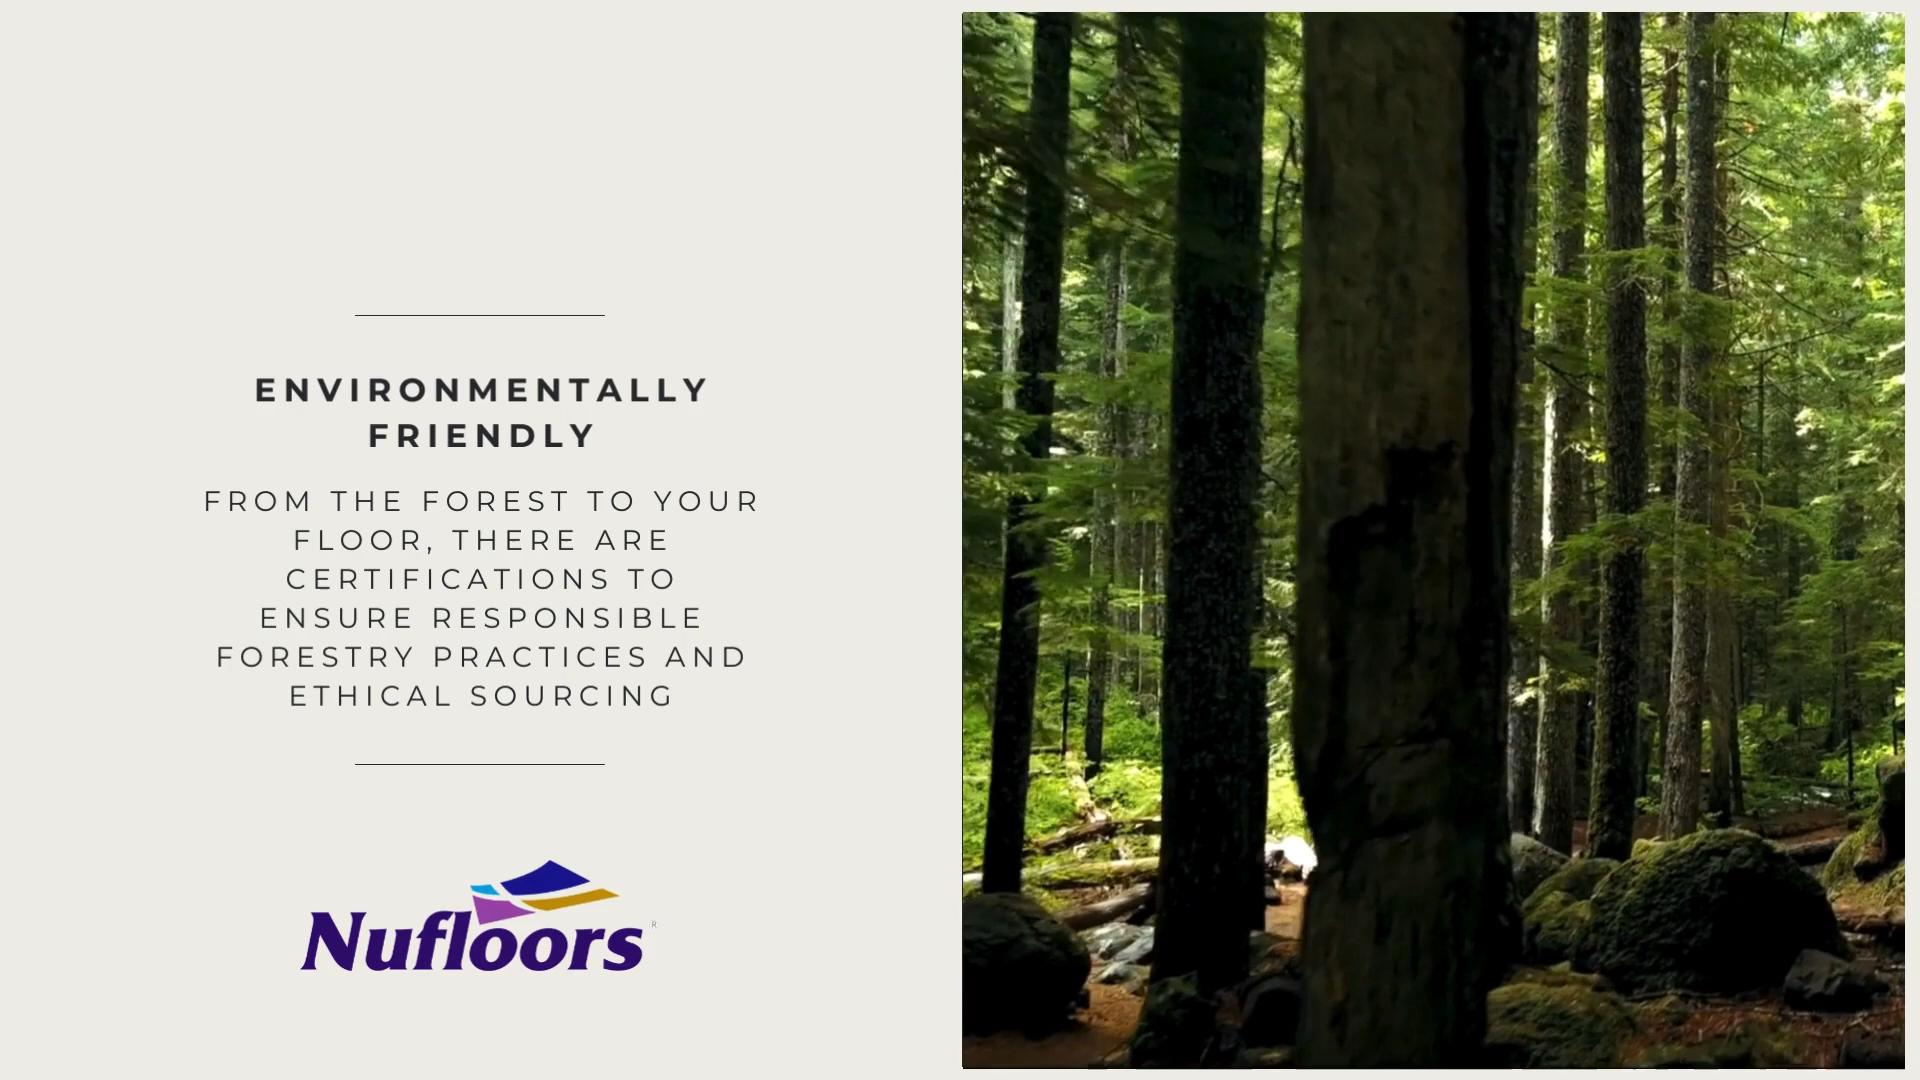 ENVIRONMENTALLY
FRIENDLY
FROM THE FOREST TO YOUR
FLOOR, THERE ARE
CERTIFICATIONS TO
ENSURE RESPONSIBLE
FORESTRY PRACTICES AND
ETHICAL SOURCING
Nufloors®